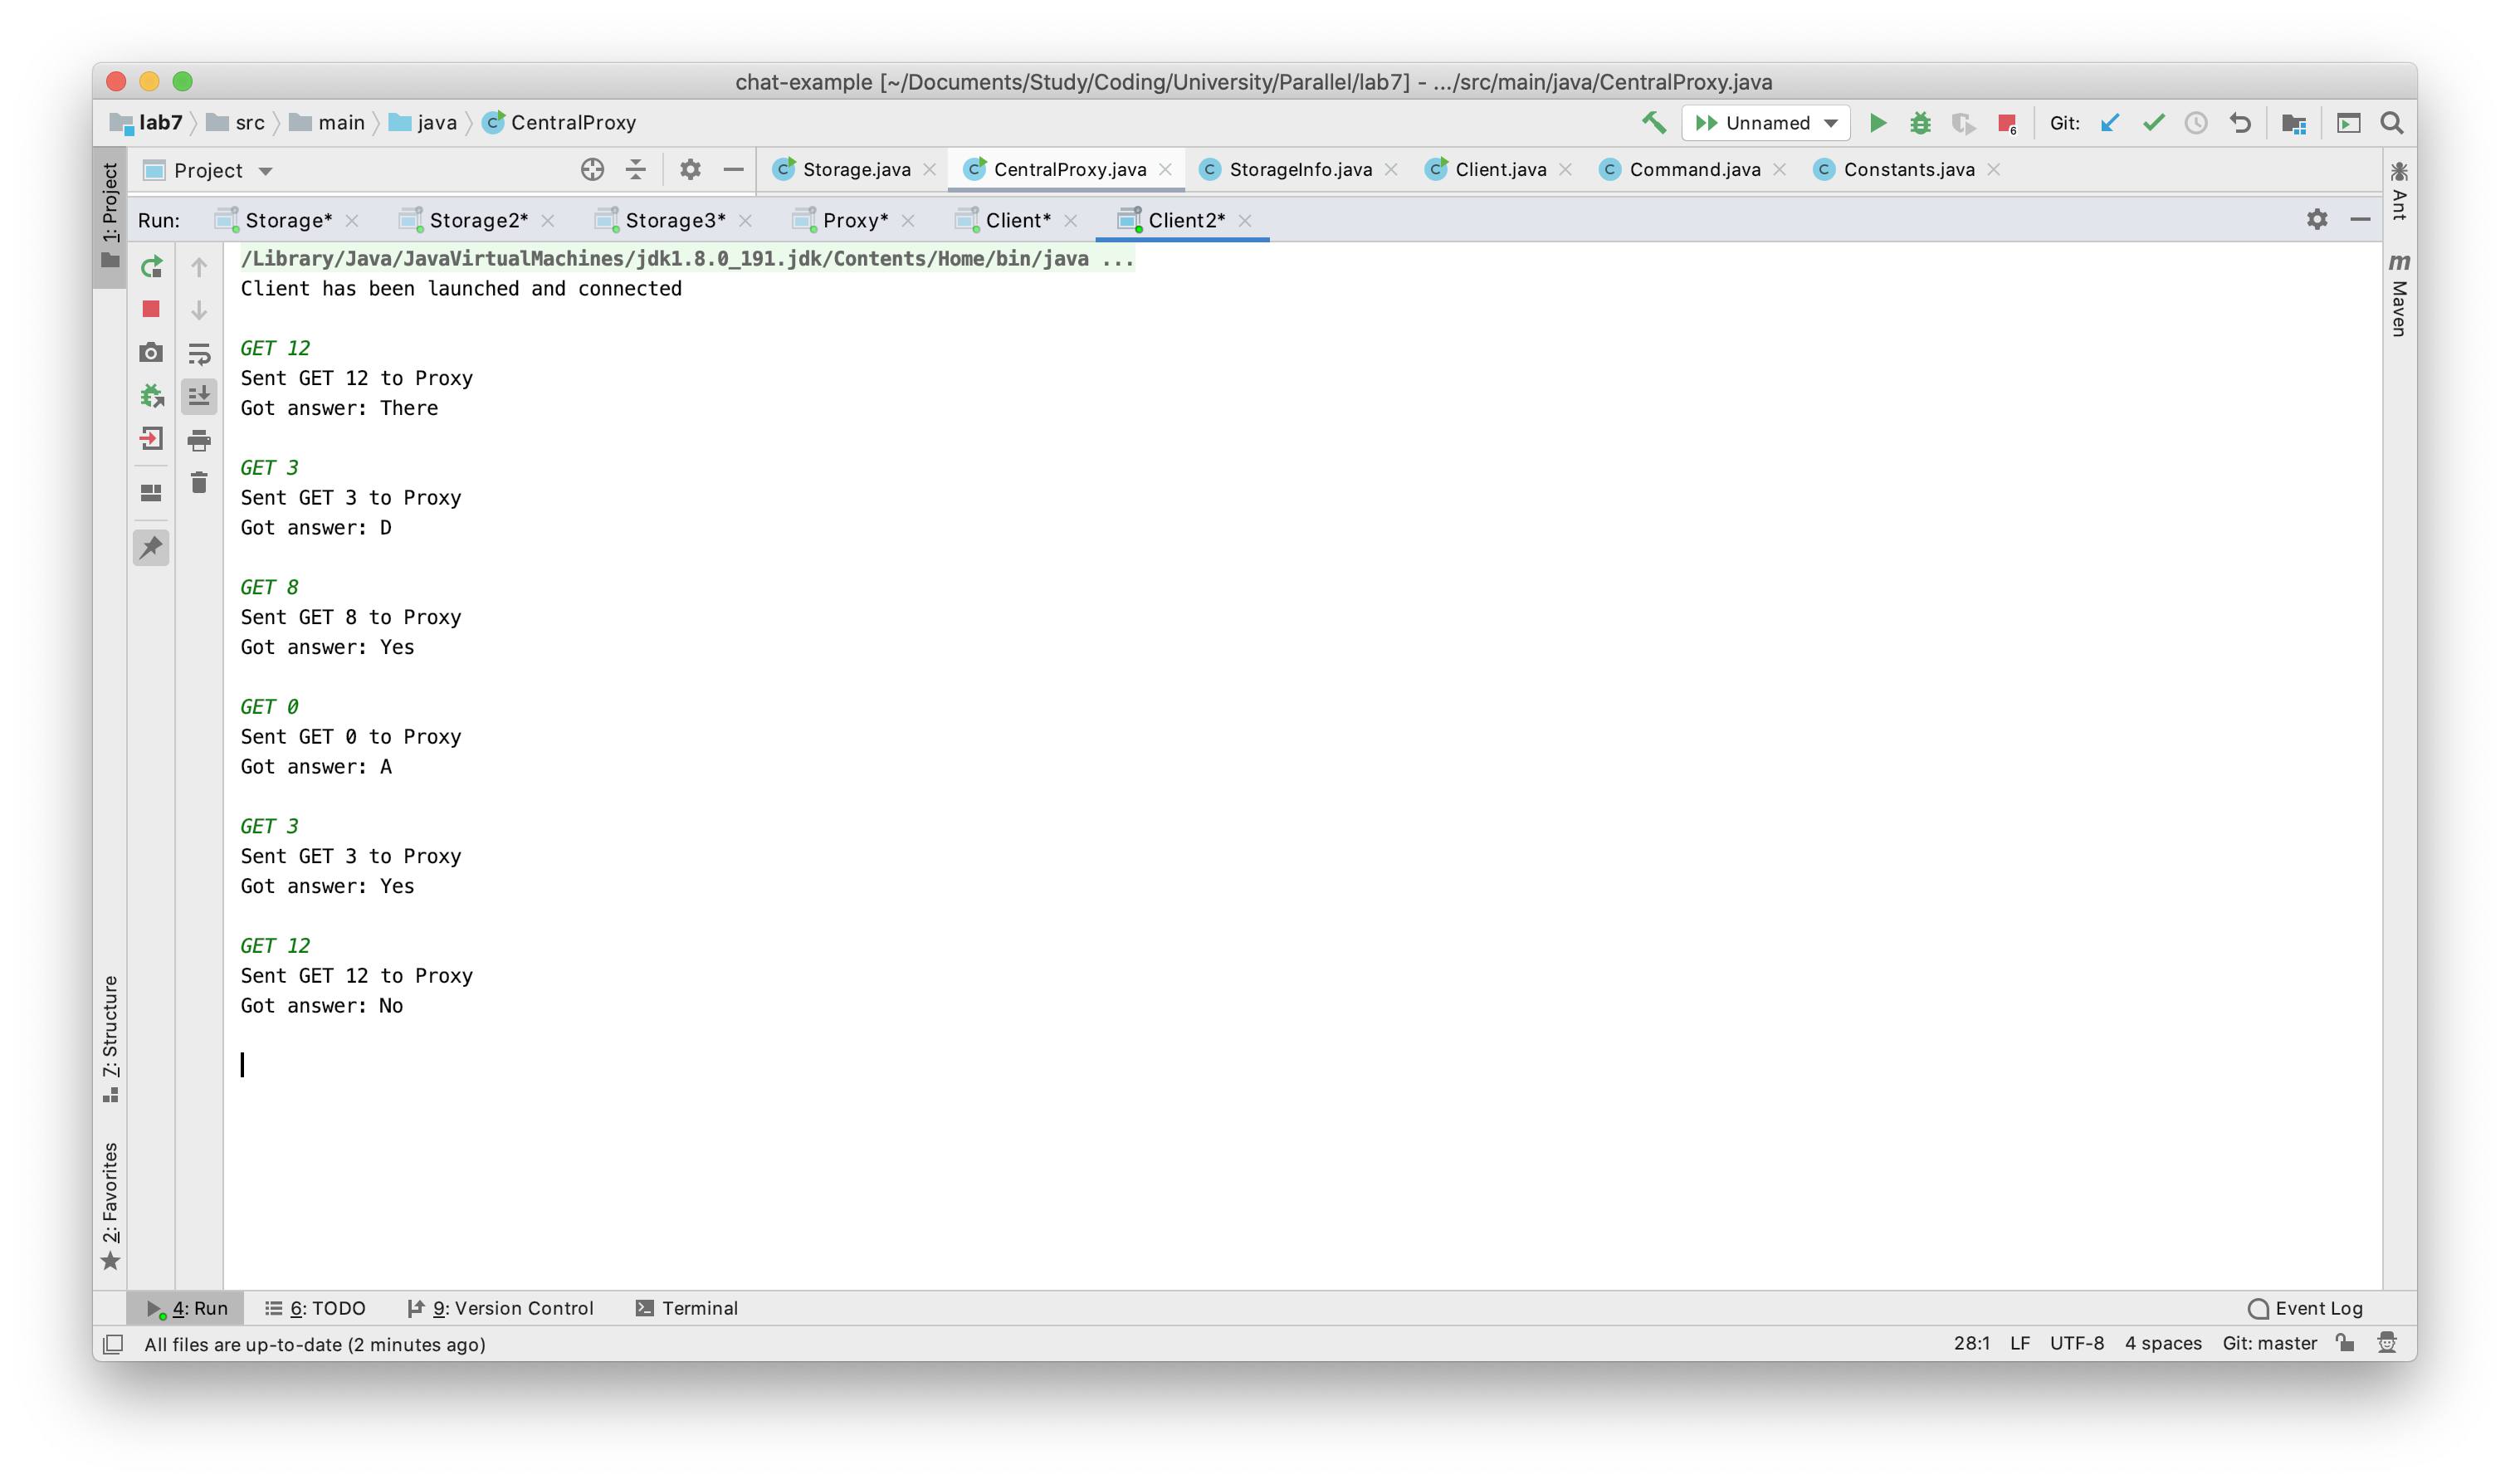 chat-example [~/Documents/Study/Coding/University/Parallel/lab7] - .../src/main/java/CentralProxy.java
lab7 src main java CentralProxy Unnamed 6 Git:
Project Storage.java CentralProxy.java StorageInfo.java Client.java Command.java Constants.java
Run: Storage* Storage2* Storage3* Proxy* Client* Client2*
1: Project
7: Structure
2: Favorites
/Library/Java/JavaVirtualMachines/jdk1.8.0_191.jdk/Contents/Home/bin/java ...
Client has been launched and connected
GET 12
Sent GET 12 to Proxy
Got answer: There
GET 3
Sent GET 3 to Proxy
Got answer: D
GET 8
Sent GET 8 to Proxy
Got answer: Yes
GET 0
Sent GET 0 to Proxy
Got answer: A
GET 3
Sent GET 3 to Proxy
Got answer: Yes
GET 12
Sent GET 12 to Proxy
Got answer: No
Ant
m Maven
4: Run 6: TODO 9: Version Control Terminal Event Log
All files are up-to-date (2 minutes ago) 28:1 LF UTF-8 4 spaces Git: master